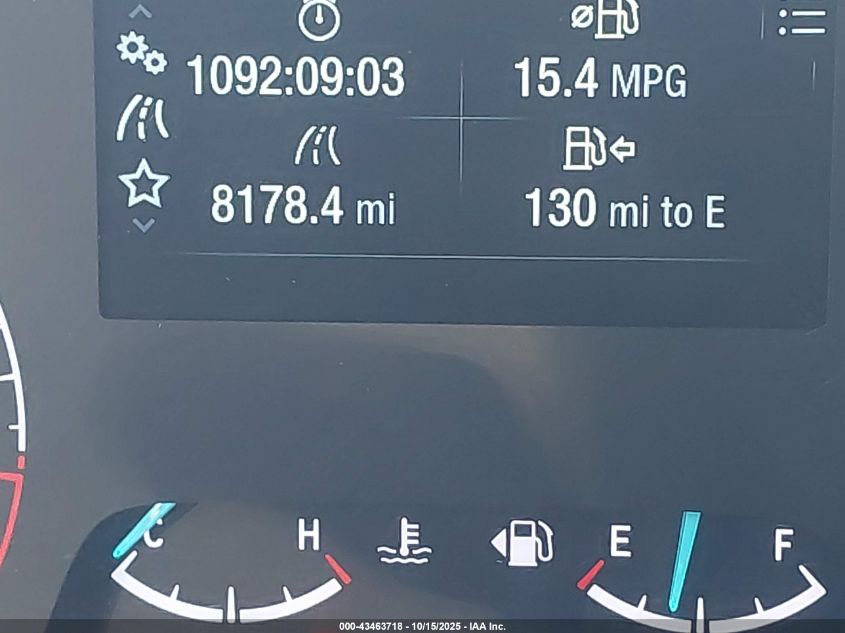 1092:09:03
15.4 MPG
8178.4 mi
130 mi to E
C
H
E
F
000-43463718 - 10/15/2025 - IAA Inc.